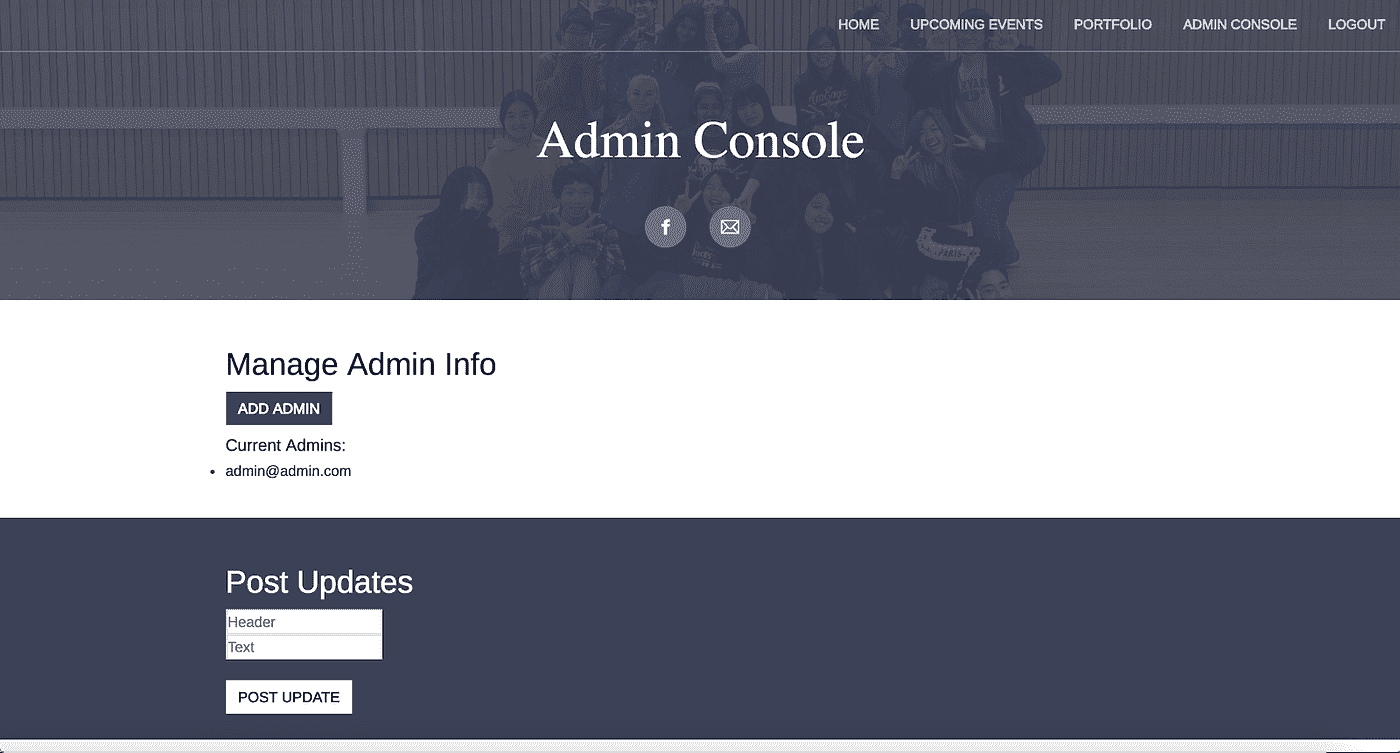 HOME UPCOMING EVENTS PORTFOLIO ADMIN CONSOLE LOGOUT
Admin Console
f
Manage Admin Info
ADD ADMIN
Current Admins:
• admin@admin.com
Post Updates
Header
Text
POST UPDATE